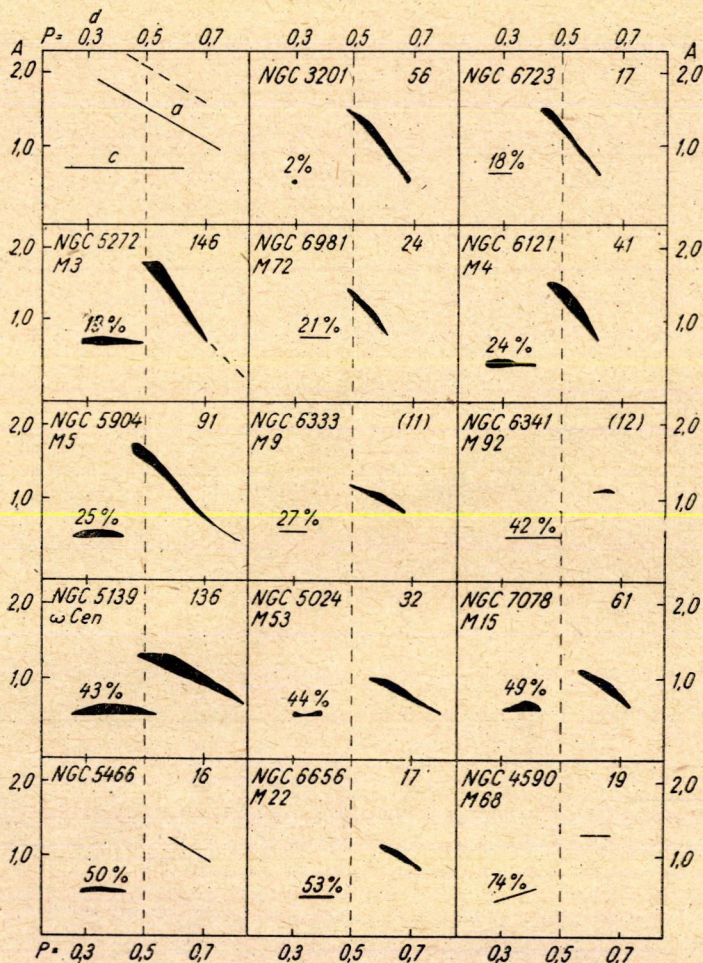 d
P= 0,3 0,5 0,7 0,3 0,5 0,7 0,3 0,5 0,7
A A
2,0 a c NGC 3201 56 NGC 6723 17 2,0
1,0 2% 18% 1,0
2,0 NGC 5272 146 NGC 6981 24 NGC 6121 41 2,0
M3 M72 M4
1,0 21% 24% 1,0
2,0 NGC 5904 91 NGC 6333 (11) NGC 6341 (12) 2,0
M5 M9 M92
1,0 25% 27% 42% 1,0
2,0 NGC 5139 136 NGC 5024 32 NGC 7078 61 2,0
ω Cen M53 M15
1,0 43% 44% 49% 1,0
2,0 NGC 5466 16 NGC 6656 17 NGC 4590 19 2,0
M22 M68
1,0 50% 53% 74% 1,0
P= 0,3 0,5 0,7 0,3 0,5 0,7 0,3 0,5 0,7